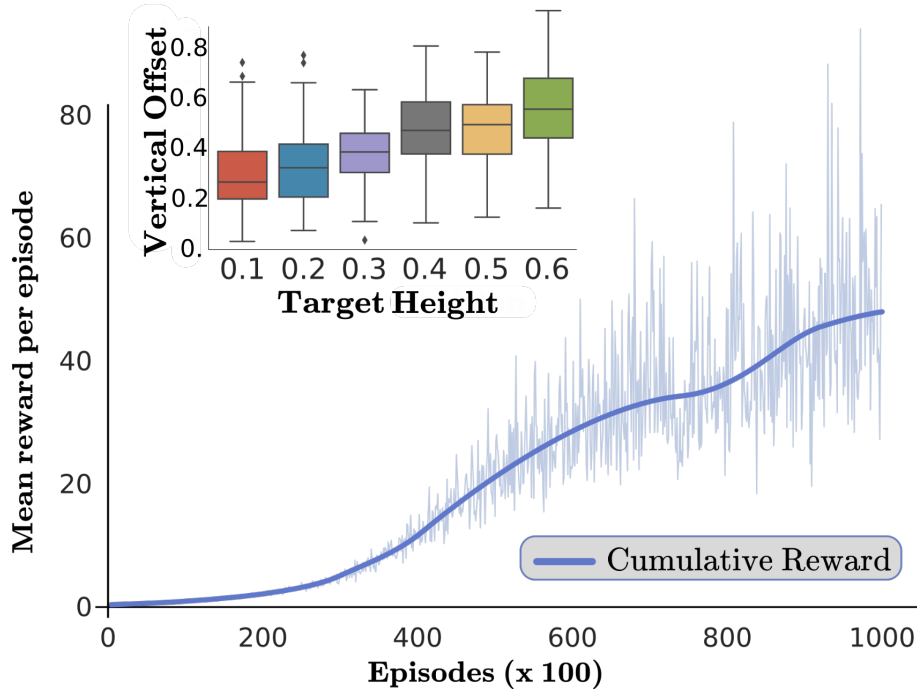 Vertical Offset
0.8
0.6
0.4
0.2
0.
0.1 0.2 0.3 0.4 0.5 0.6
Target Height
Mean reward per episode
80
60
40
20
0
Cumulative Reward
0 200 400 600 800 1000
Episodes (x 100)